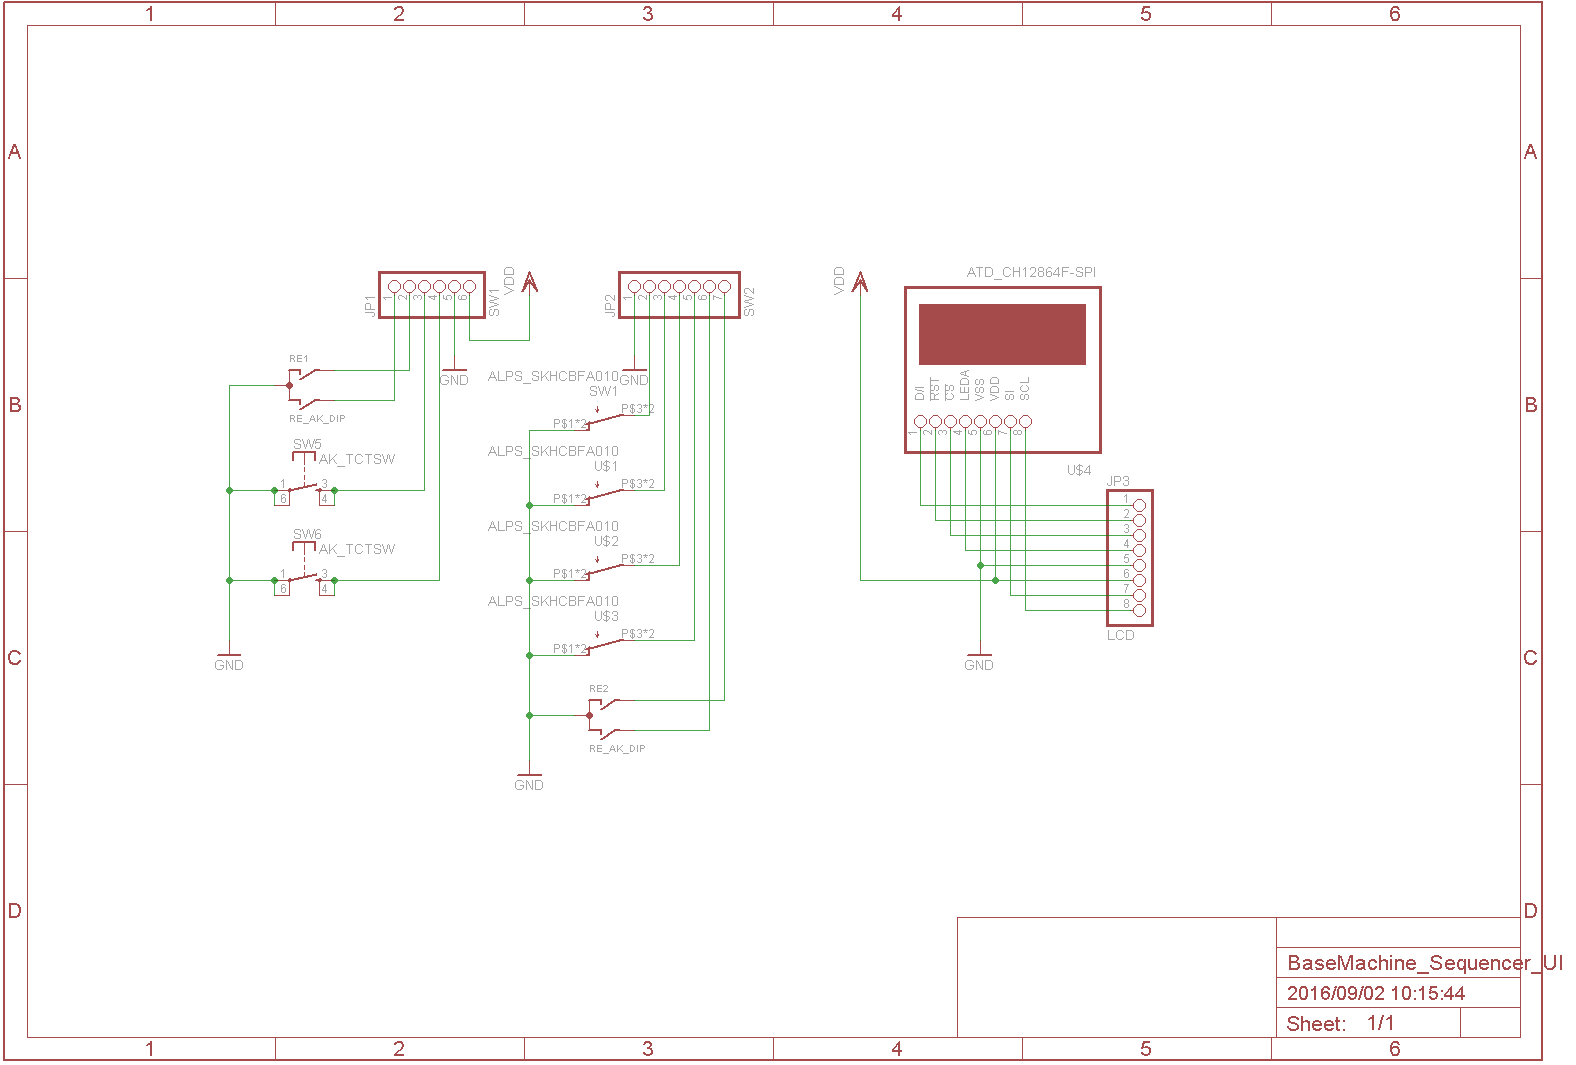 1 2 3 4 5 6
A A
ATD_CH12864F-SPI
JP1
1 2 3 4 5 6
SW1
VDD
JP2
1 2 3 4 5 6 7
SW2
VDD
GND
GND
RE1
RE_AK_DIP
ALPS_SKHCBFA010
SW1
P$3*2
P$1*2
B B
D/I RST CS LEDA VSS VDD SI SCL
1 2 3 4 5 6 7 8
U$4
SW5
AK_TCTSW
1 3
6 4
ALPS_SKHCBFA010
U$1
P$3*2
P$1*2
JP3
1
2
3
4
5
6
7
8
LCD
SW6
AK_TCTSW
1 3
6 4
ALPS_SKHCBFA010
U$2
P$3*2
P$1*2
ALPS_SKHCBFA010
U$3
P$3*2
P$1*2
C C
GND
GND
RE2
RE_AK_DIP
GND
D D
BaseMachine_Sequencer_UI
2016/09/02 10:15:44
Sheet: 1/1
1 2 3 4 5 6